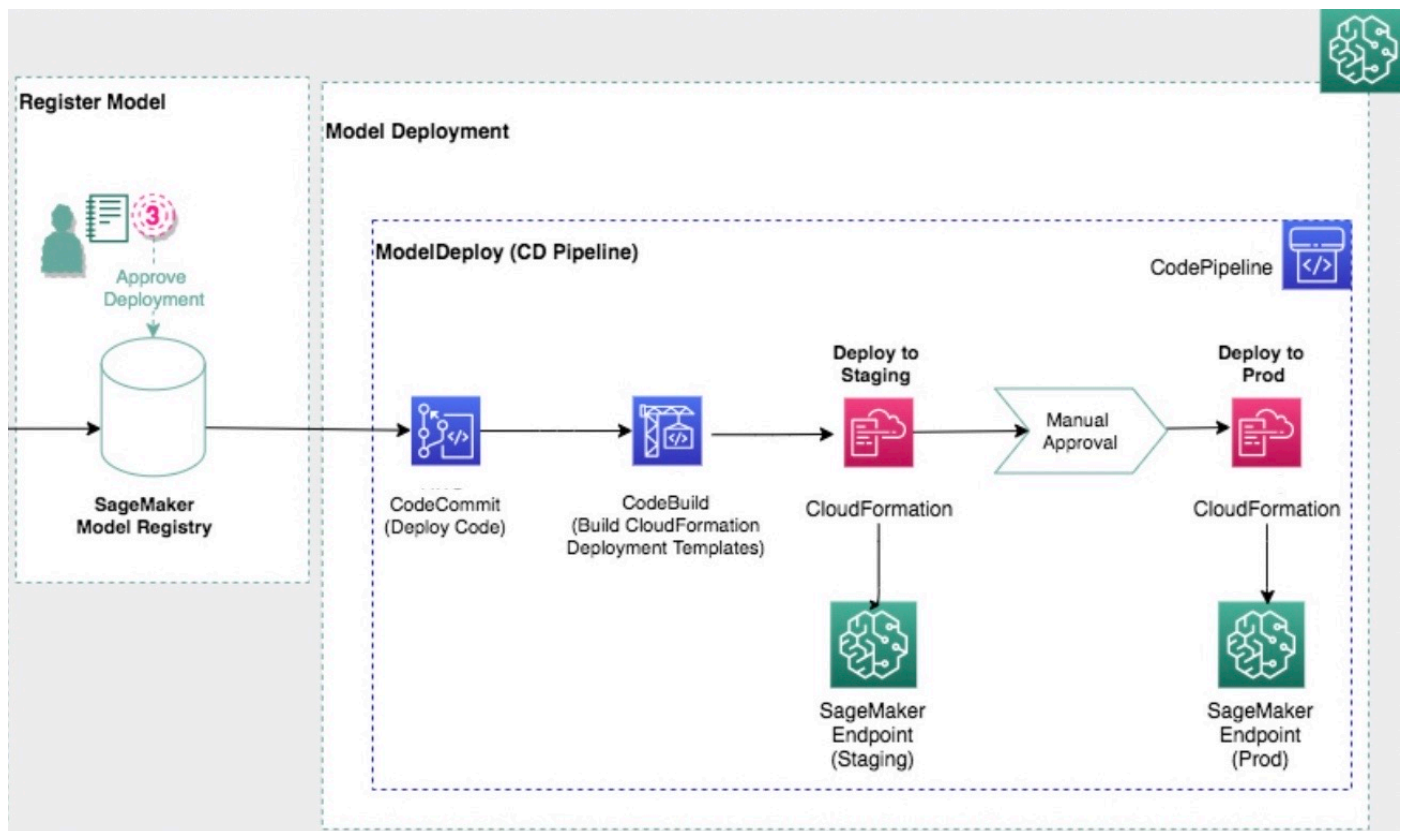 Register Model
Model Deployment
3
Approve
Deployment
SageMaker
Model Registry
ModelDeploy (CD Pipeline)
CodePipeline
</>
Deploy to
Staging
Deploy to
Prod
</>
</>
Manual
Approval
CodeCommit
(Deploy Code)
CodeBuild
(Build CloudFormation
Deployment Templates)
CloudFormation
CloudFormation
SageMaker
Endpoint
(Staging)
SageMaker
Endpoint
(Prod)